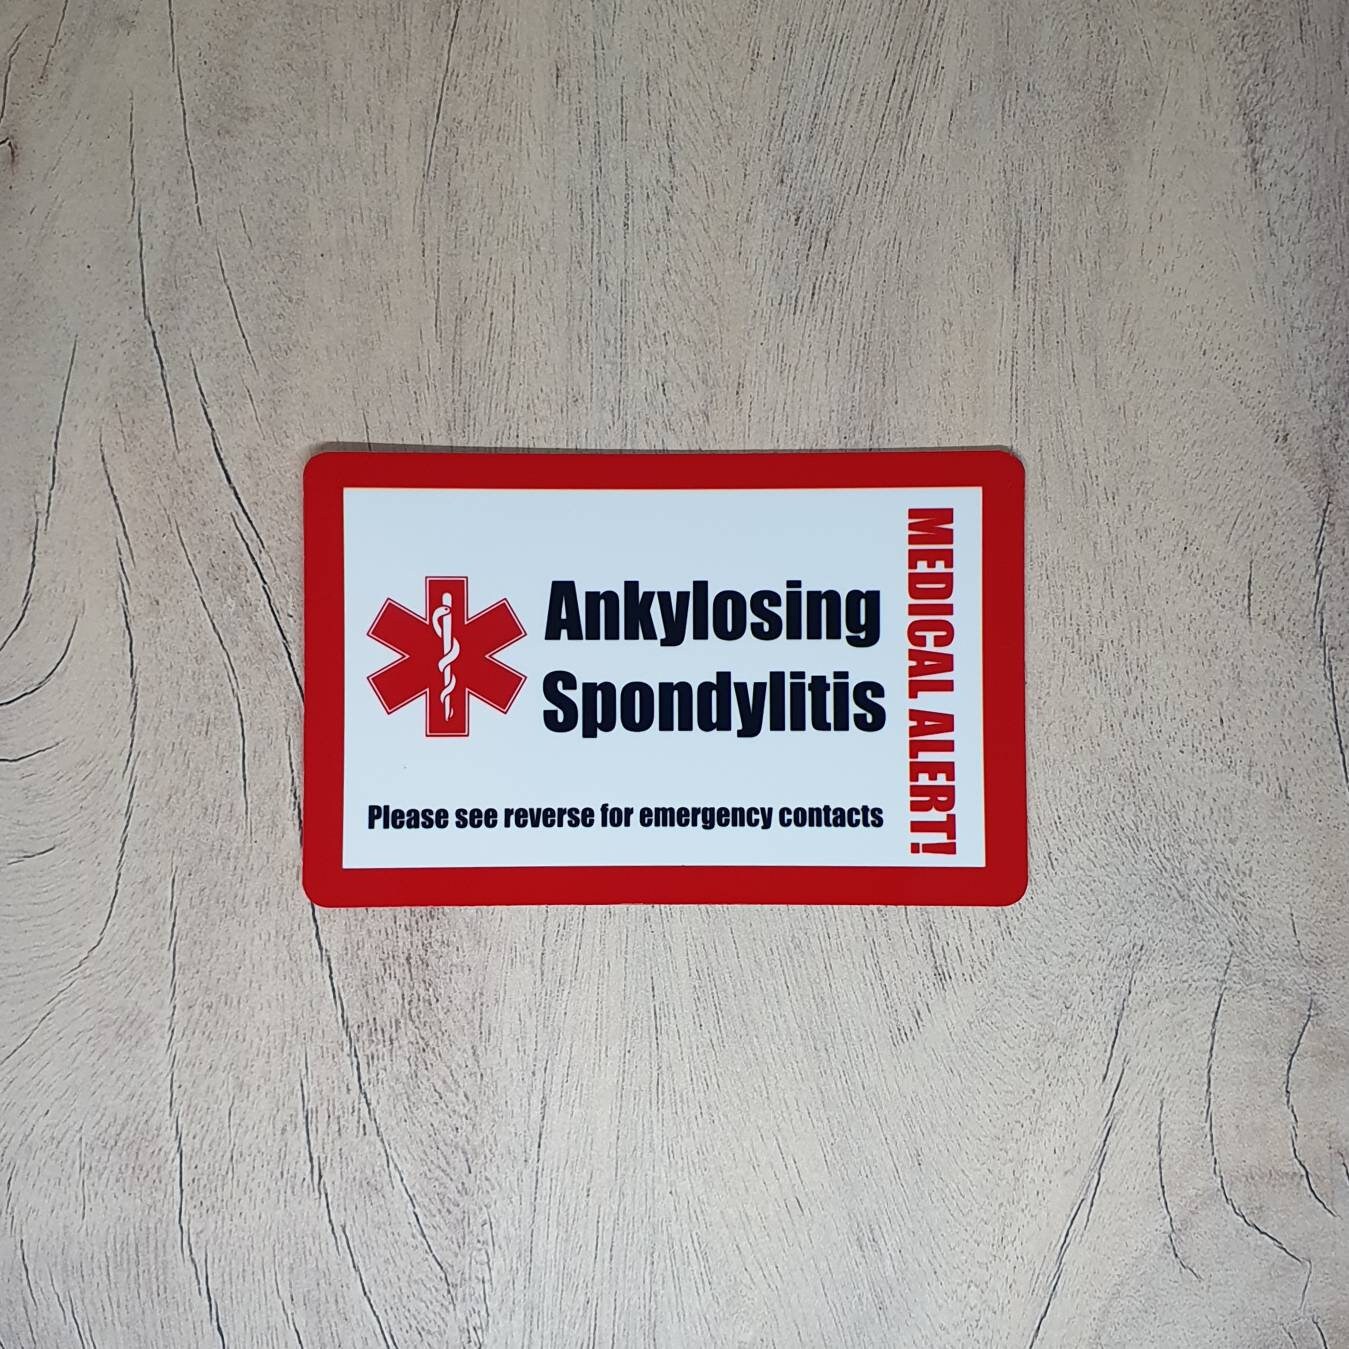 Ankylosing
Spondylitis
Please see reverse for emergency contacts
MEDICAL ALERT!